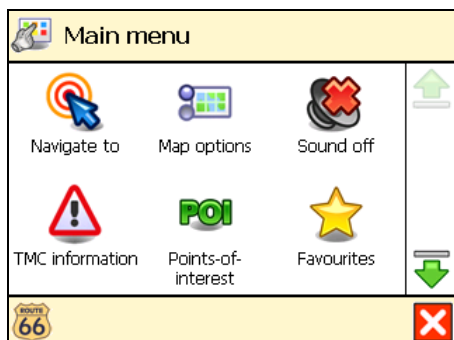 Main menu
Navigate to
Map options
Sound off
TMC information
POI
Points-of-
interest
Favourites
ROUTE
66